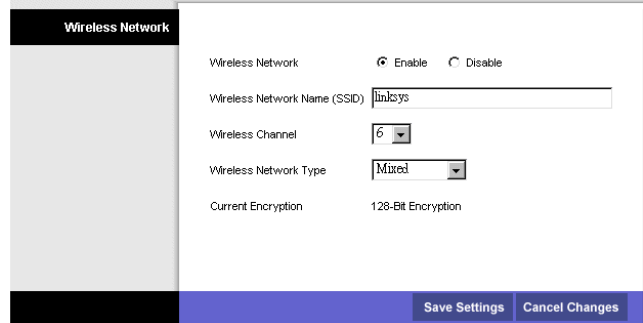 Wireless Network
Wireless Network Enable Disable
Wireless Network Name (SSID) linksys
Wireless Channel 6
Wireless Network Type Mixed
Current Encryption 128-Bit Encryption
Save Settings Cancel Changes